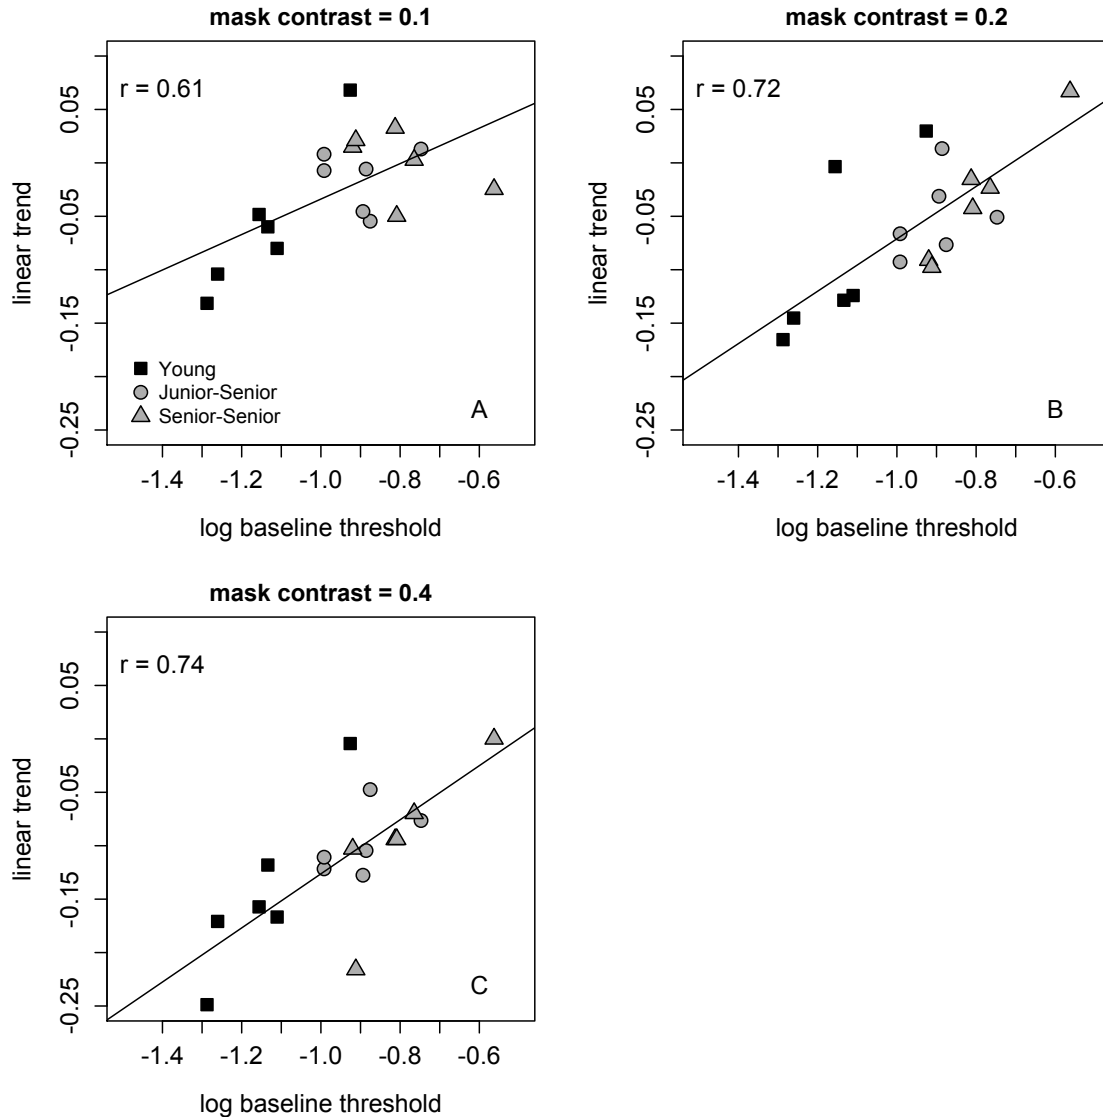 mask contrast = 0.1
r = 0.61
linear trend
0.05
-0.05
-0.15
-0.25
Young
Junior-Senior
Senior-Senior
A
-1.4 -1.2 -1.0 -0.8 -0.6
log baseline threshold
mask contrast = 0.2
r = 0.72
linear trend
0.05
-0.05
-0.15
-0.25
B
-1.4 -1.2 -1.0 -0.8 -0.6
log baseline threshold
mask contrast = 0.4
r = 0.74
linear trend
0.05
-0.05
-0.15
-0.25
C
-1.4 -1.2 -1.0 -0.8 -0.6
log baseline threshold